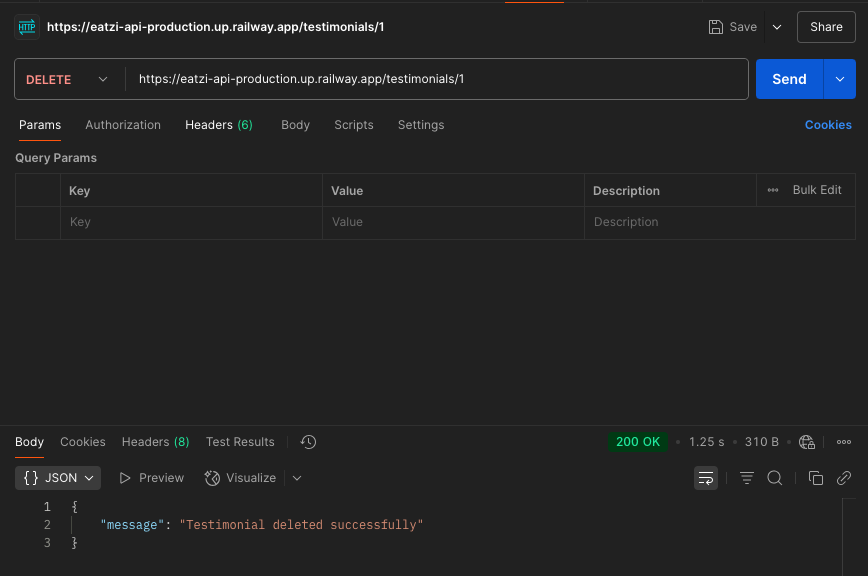 HTTP https://eatzi-api-production.up.railway.app/testimonials/1 Save Share
DELETE https://eatzi-api-production.up.railway.app/testimonials/1 Send
Params Authorization Headers (6) Body Scripts Settings Cookies
Query Params
Key Value Description Bulk Edit
Key Value Description
Body Cookies Headers (8) Test Results 200 OK • 1.25 s • 310 B •
{} JSON Preview Visualize
1 {
2 "message": "Testimonial deleted successfully"
3 }